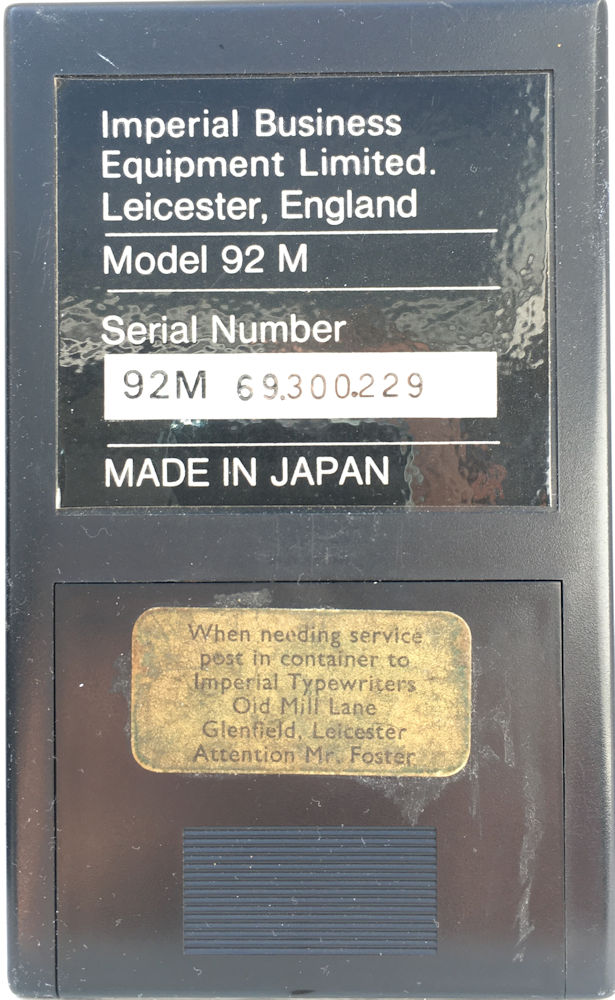 Imperial Business
Equipment Limited.
Leicester, England
Model 92 M
Serial Number
92M 69.300.229
MADE IN JAPAN
When needing service
post in container to
Imperial Typewriters
Old Mill Lane
Glenfield, Leicester
Attention Mr. Foster